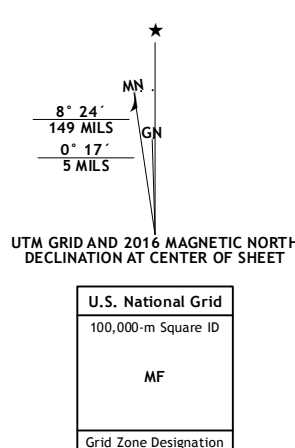 ★
MN
8° 24´
149 MILS
GN
0° 17´
5 MILS
UTM GRID AND 2016 MAGNETIC NORTH
DECLINATION AT CENTER OF SHEET
U.S. National Grid
100,000-m Square ID
MF
Grid Zone Designation